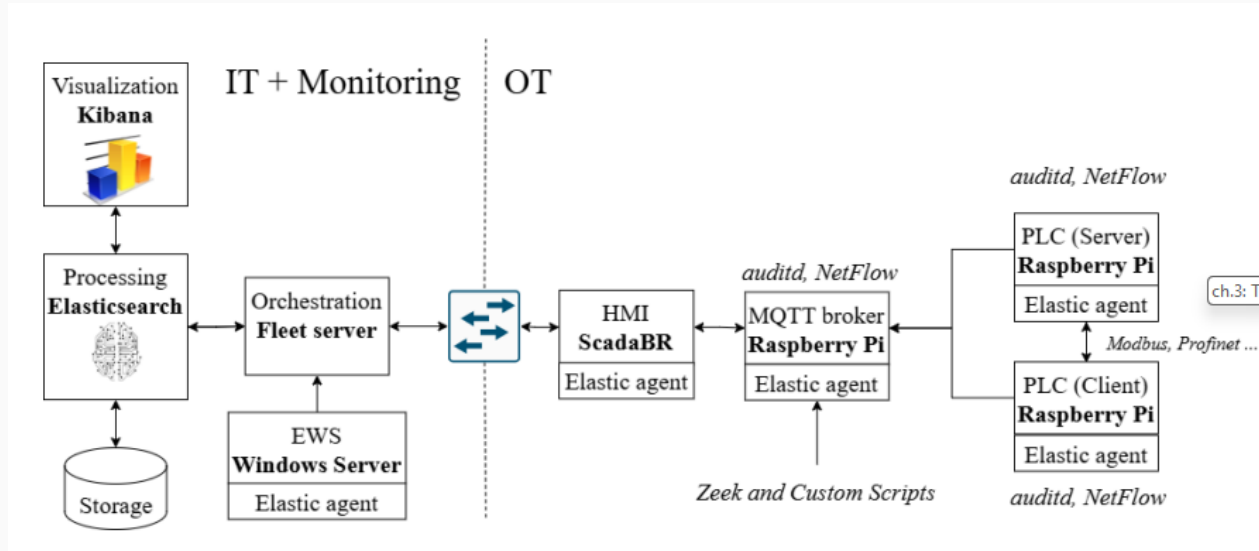 IT + Monitoring
OT
Visualization
Kibana
Processing
Elasticsearch
Storage
Orchestration
Fleet server
EWS
Windows Server
Elastic agent
HMI
ScadaBR
Elastic agent
auditd, NetFlow
MQTT broker
Raspberry Pi
Elastic agent
Zeek and Custom Scripts
auditd, NetFlow
PLC (Server)
Raspberry Pi
Elastic agent
Modbus, Profinet ...
PLC (Client)
Raspberry Pi
Elastic agent
auditd, NetFlow
ch.3: T